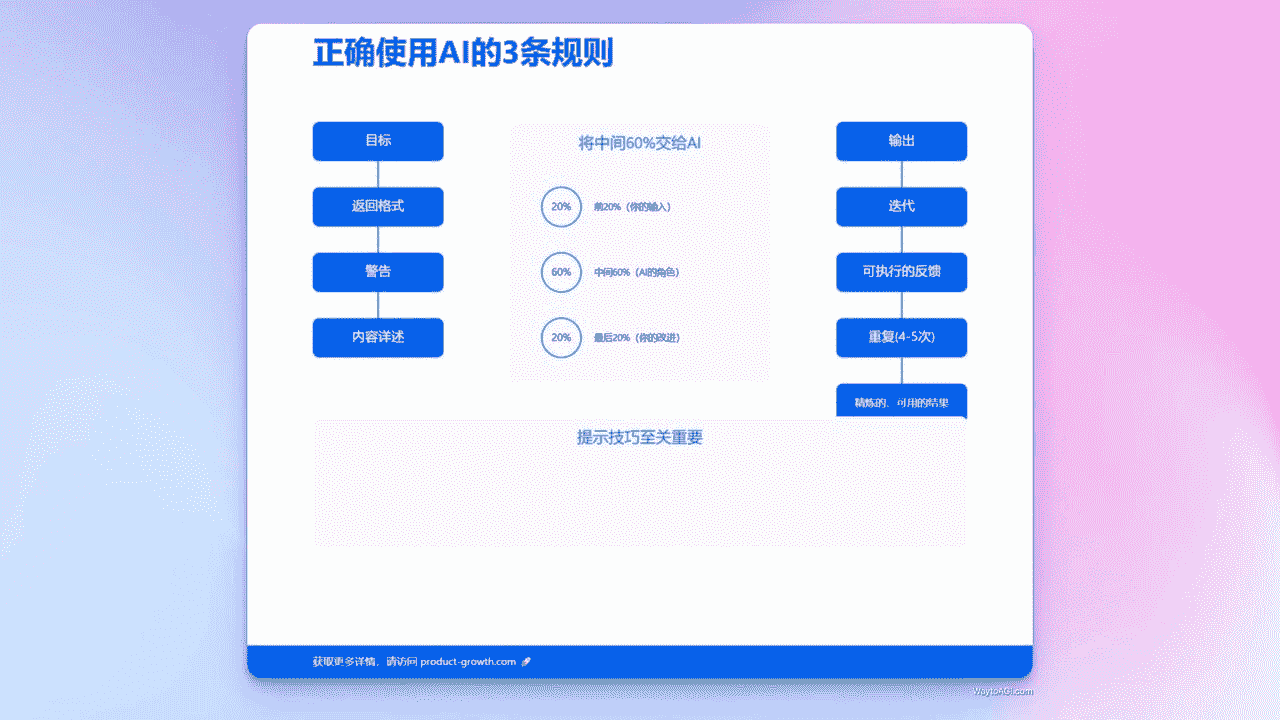 正确使用AI的3条规则
目标
返回格式
警告
内容详述
将中间60%交给AI
20%
前20%（你的输入）
60%
中间60%（AI的角色）
20%
最后20%（你的改进）
输出
迭代
可执行的反馈
重复(4-5次)
精炼的、可用的结果
提示技巧至关重要
获取更多详情，请访问 product-growth.com 🚀
WaytoAGI.com